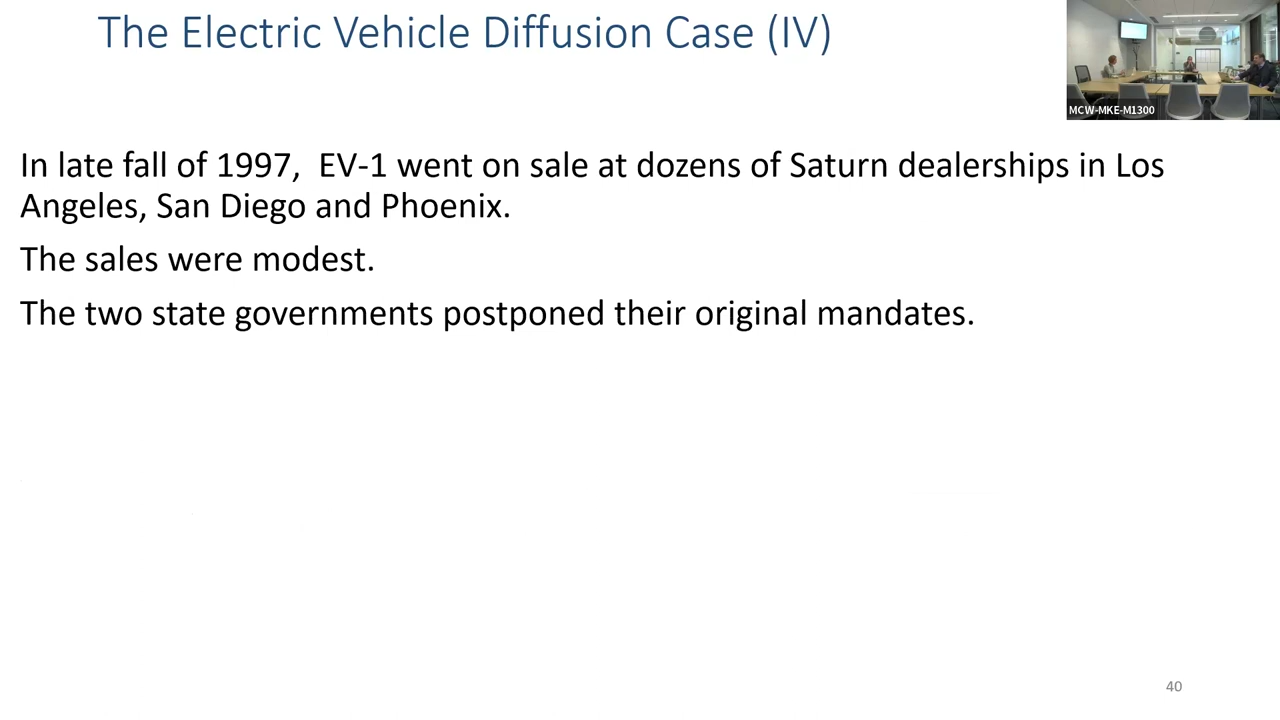 The Electric Vehicle Diffusion Case (IV)
MCW-MKE-M1300
In late fall of 1997,  EV-1 went on sale at dozens of Saturn dealerships in Los
Angeles, San Diego and Phoenix.
The sales were modest.
The two state governments postponed their original mandates.
40